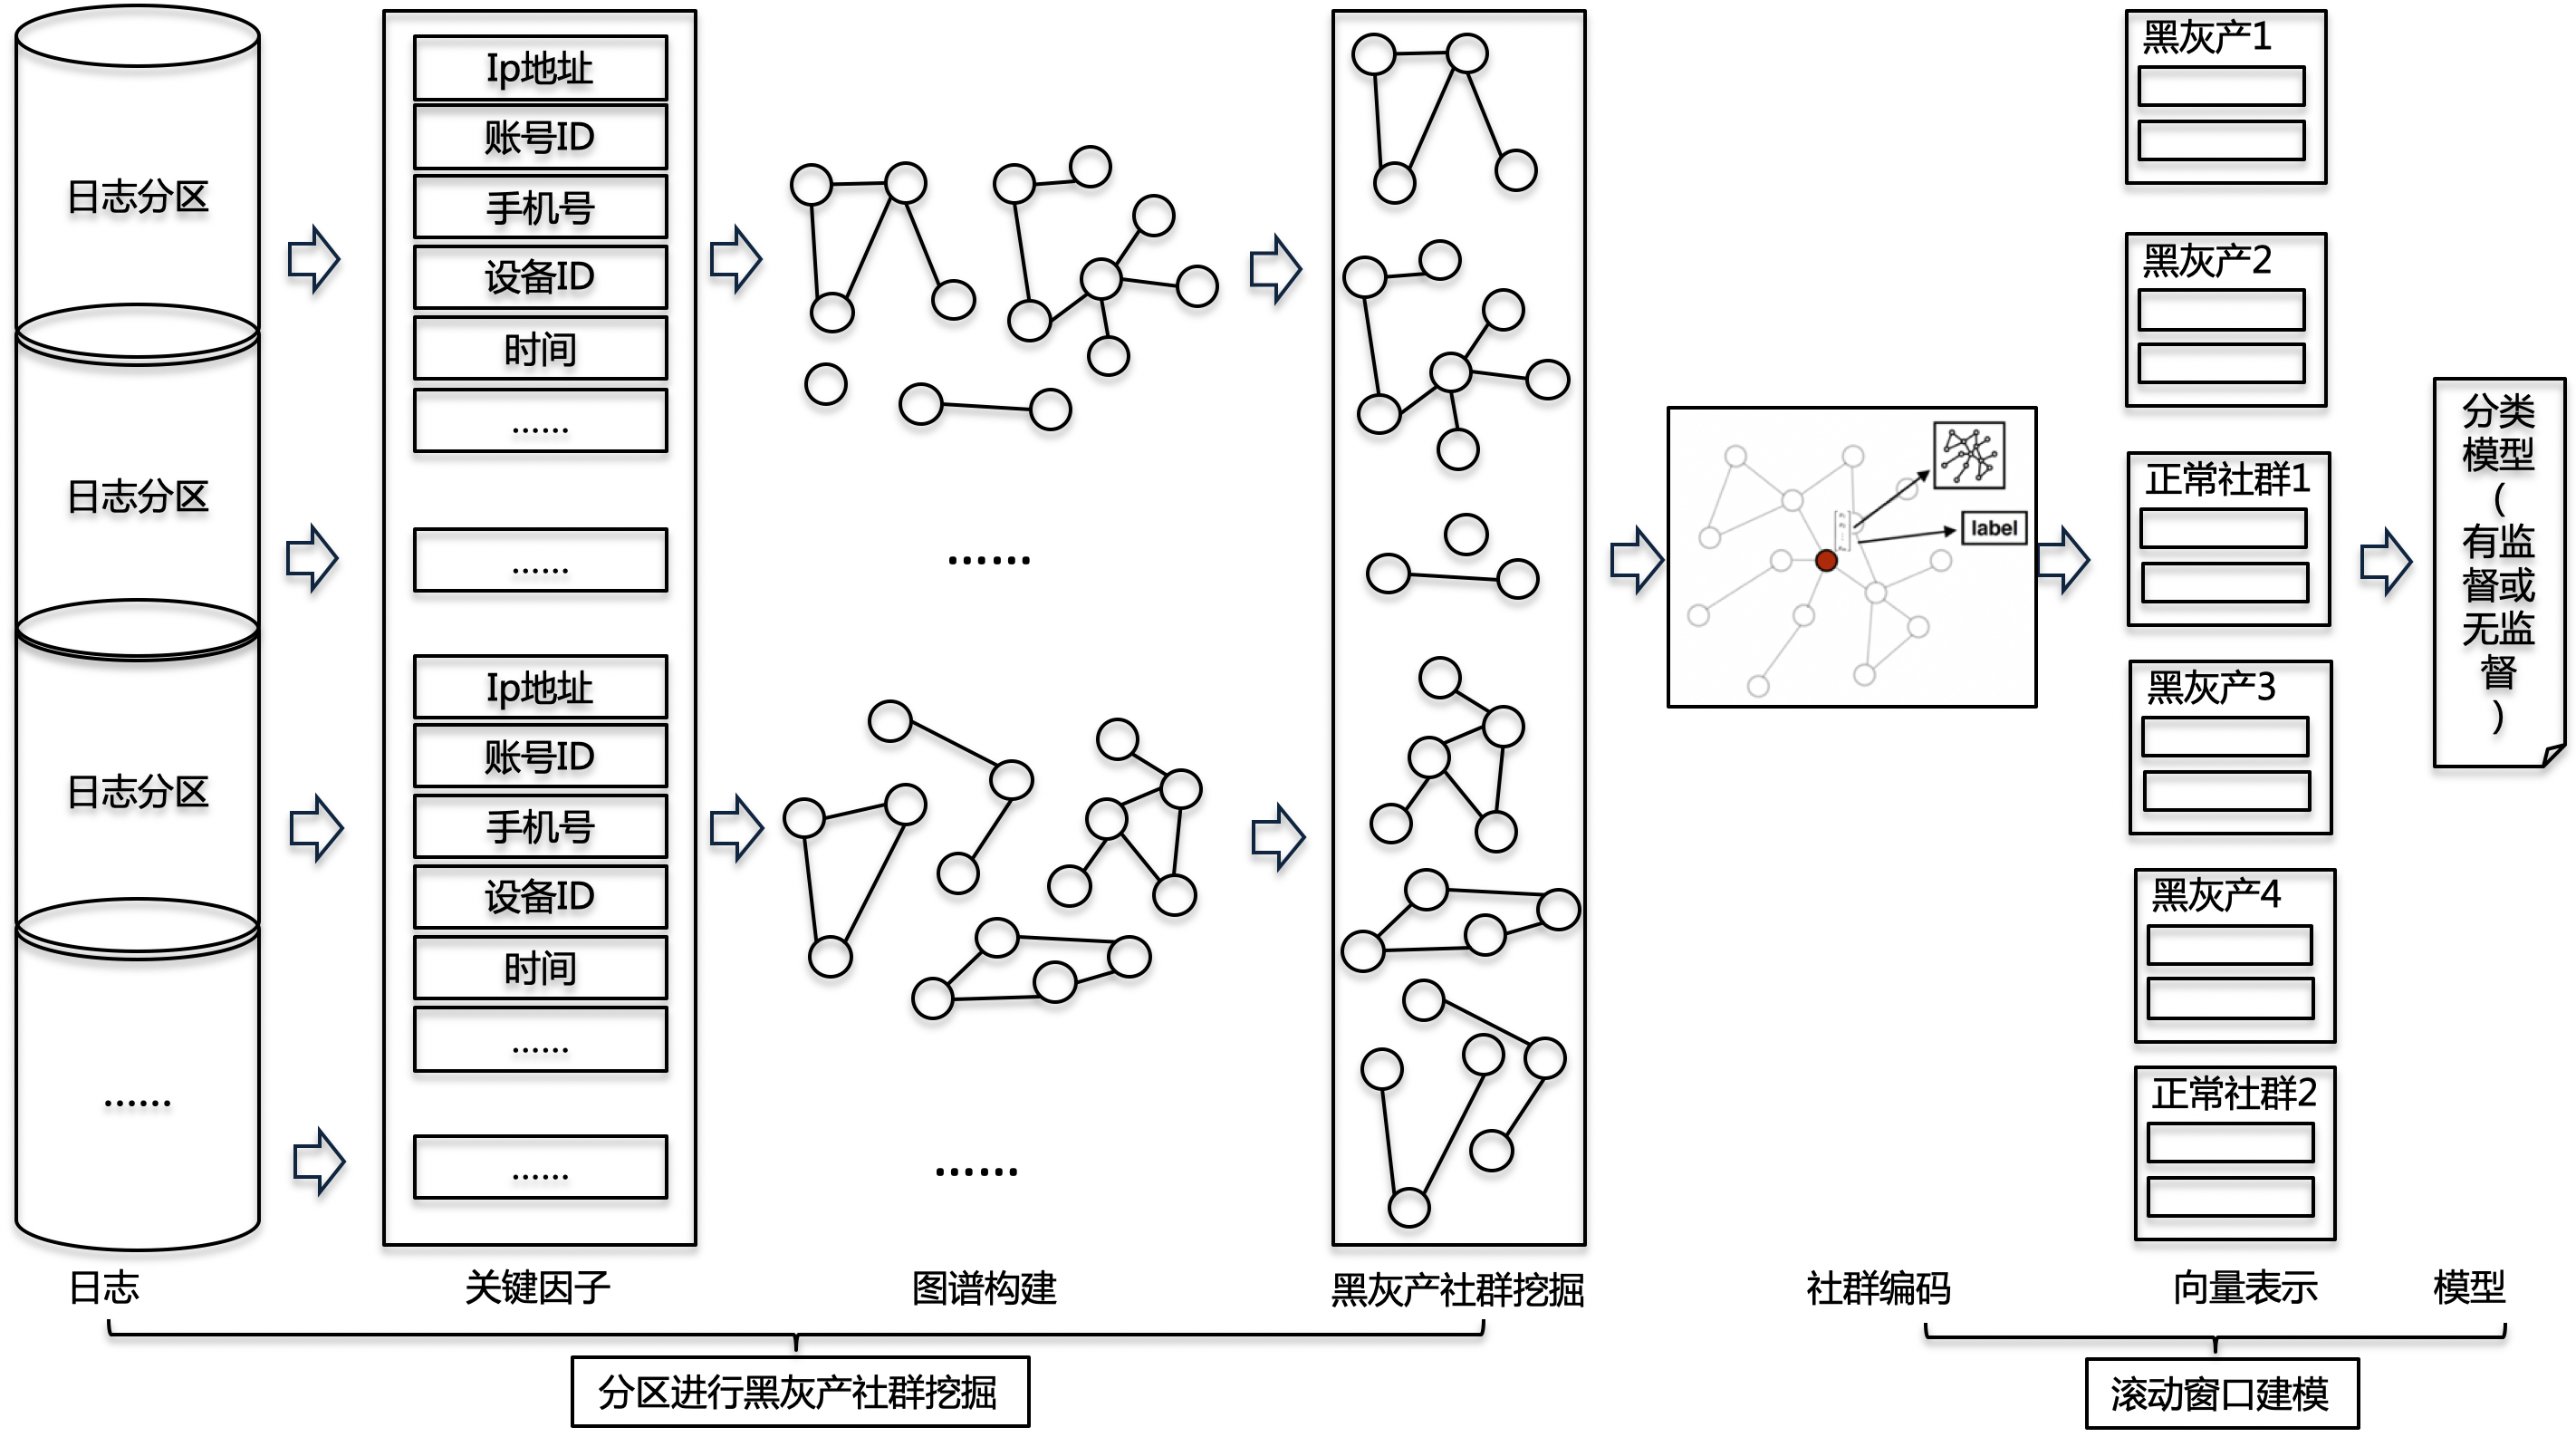 日志分区
日志分区
日志分区
......
Ip地址
账号ID
手机号
设备ID
时间
......
......
Ip地址
账号ID
手机号
设备ID
时间
......
......
......
......
label
黑灰产1
黑灰产2
正常社群1
黑灰产3
黑灰产4
正常社群2
分类
模型
(
有监
督或
无监
督
)
日志
关键因子
图谱构建
黑灰产社群挖掘
社群编码
向量表示
模型
分区进行黑灰产社群挖掘
滚动窗口建模